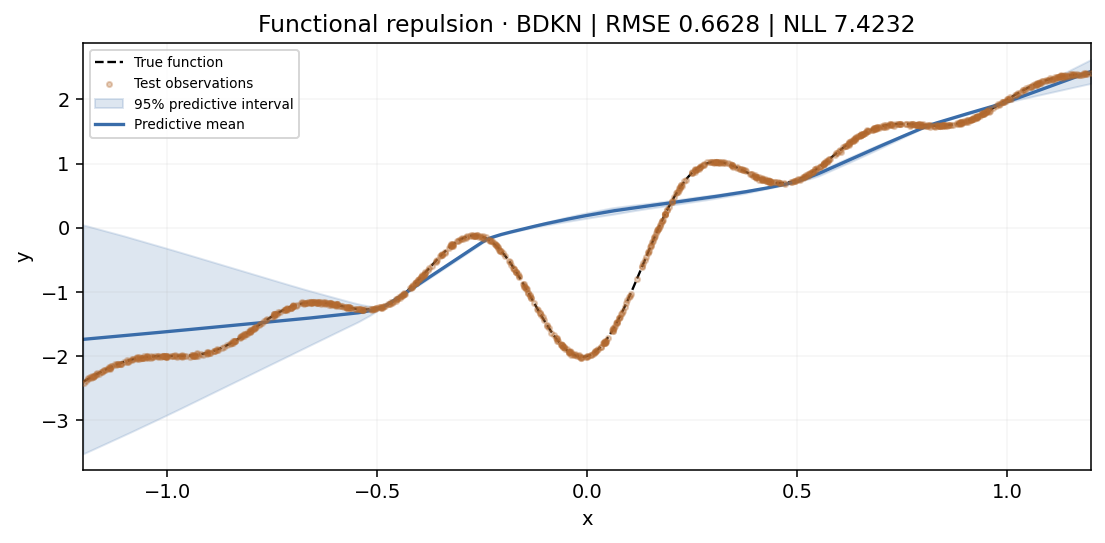 Functional repulsion · BDKN | RMSE 0.6628 | NLL 7.4232
True function
Test observations
95% predictive interval
Predictive mean
y
2
1
0
−1
−2
−3
−1.0
−0.5
0.0
0.5
1.0
x